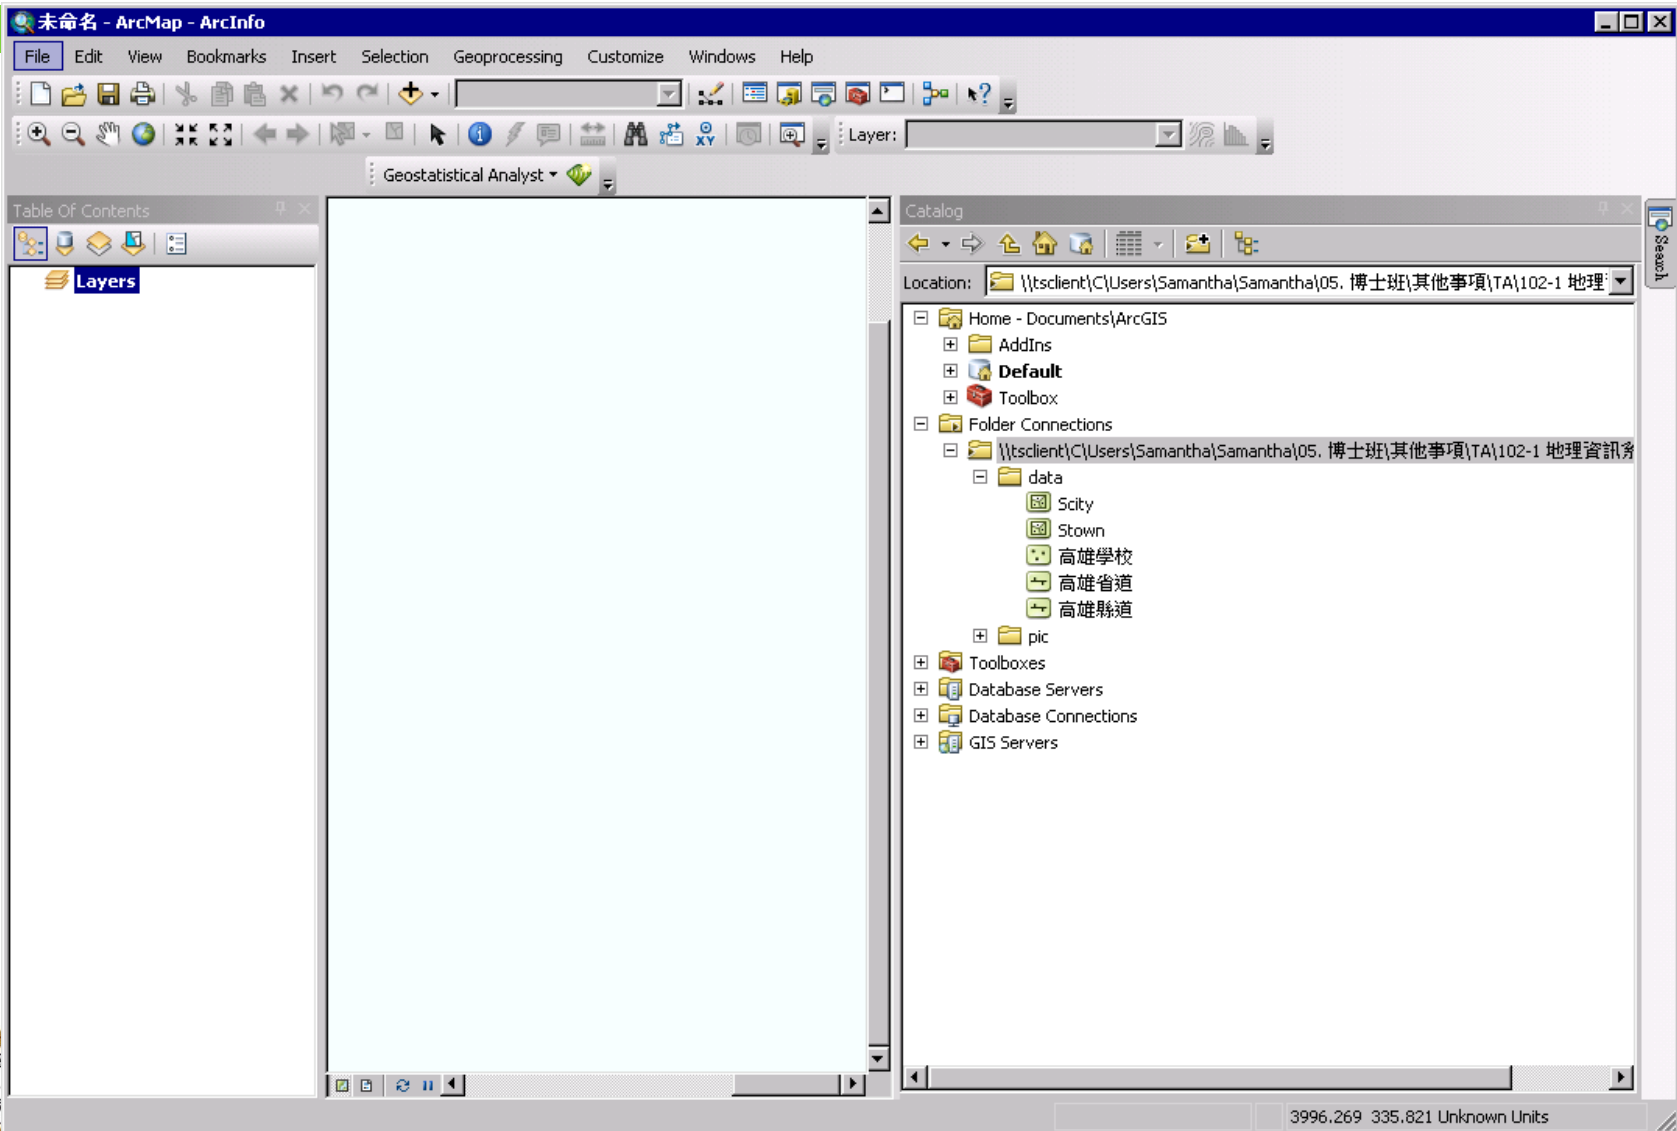 未命名 - ArcMap - ArcInfo
File Edit View Bookmarks Insert Selection Geoprocessing Customize Windows Help
Layer:
Geostatistical Analyst
Table Of Contents
Layers
Catalog
Search
Location: \\tsclient\C\Users\Samantha\Samantha\05. 博士班\其他事項\TA\102-1 地理
Home - Documents\ArcGIS
AddIns
Default
Toolbox
Folder Connections
\\tsclient\C\Users\Samantha\Samantha\05. 博士班\其他事項\TA\102-1 地理資訊系
data
Scity
Stown
高雄學校
高雄省道
高雄縣道
pic
Toolboxes
Database Servers
Database Connections
GIS Servers
3996.269 335.821 Unknown Units